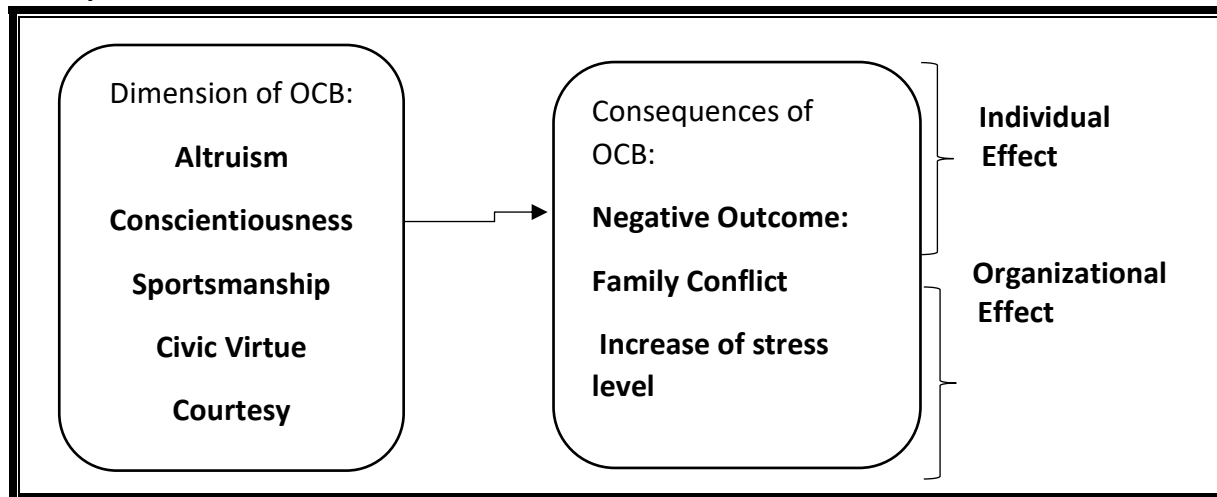 Dimension of OCB:
Altruism
Conscientiousness
Sportsmanship
Civic Virtue
Courtesy
Consequences of
OCB:
Negative Outcome:
Family Conflict
Increase of stress
level
Individual
Effect
Organizational
Effect